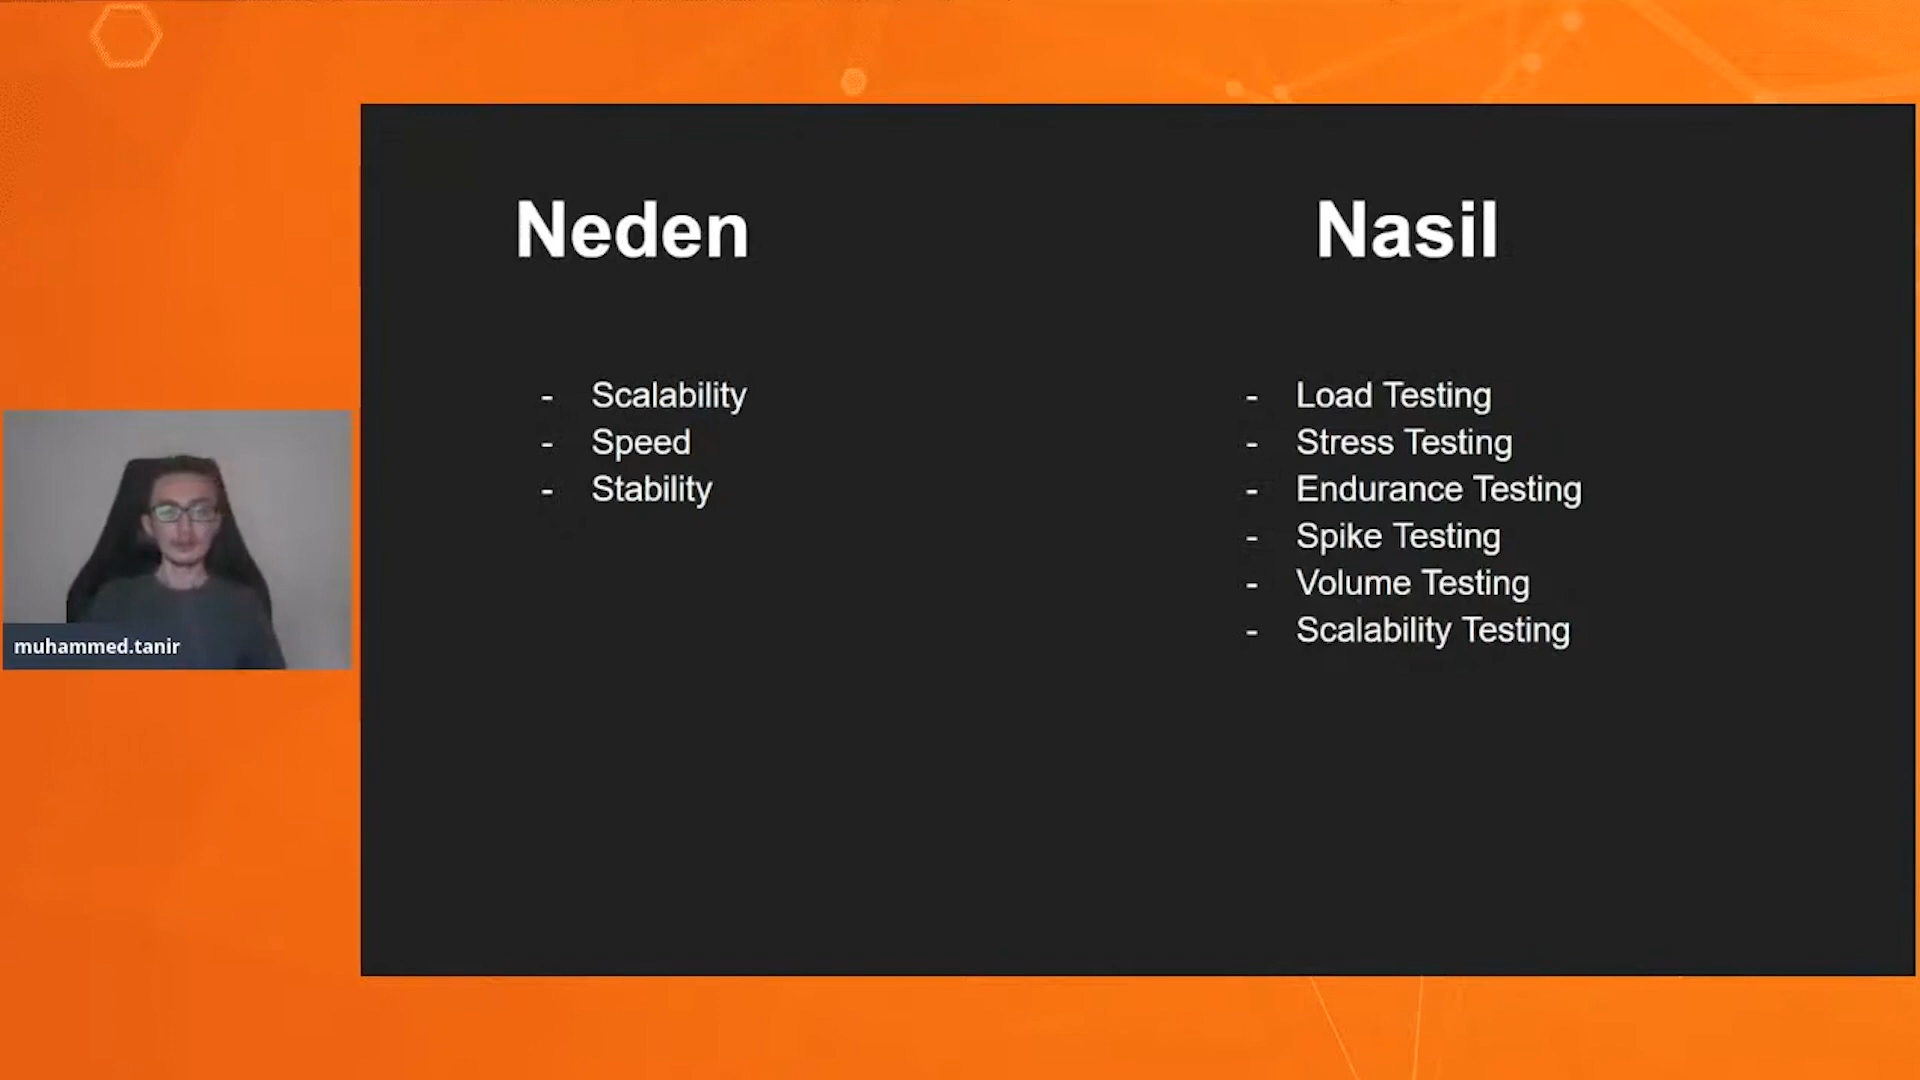 Neden
- Scalability
- Speed
- Stability
Nasil
- Load Testing
- Stress Testing
- Endurance Testing
- Spike Testing
- Volume Testing
- Scalability Testing
muhammed.tanir